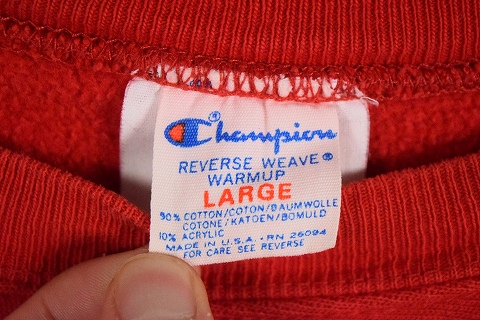 Champion
REVERSE WEAVE®
WARMUP
LARGE
90% COTTON/COTON/BAUMWOLLE
COTONE/KATOEN/BOMULD
10% ACRYLIC
MADE IN U.S.A. - RN 26094
FOR CARE SEE REVERSE